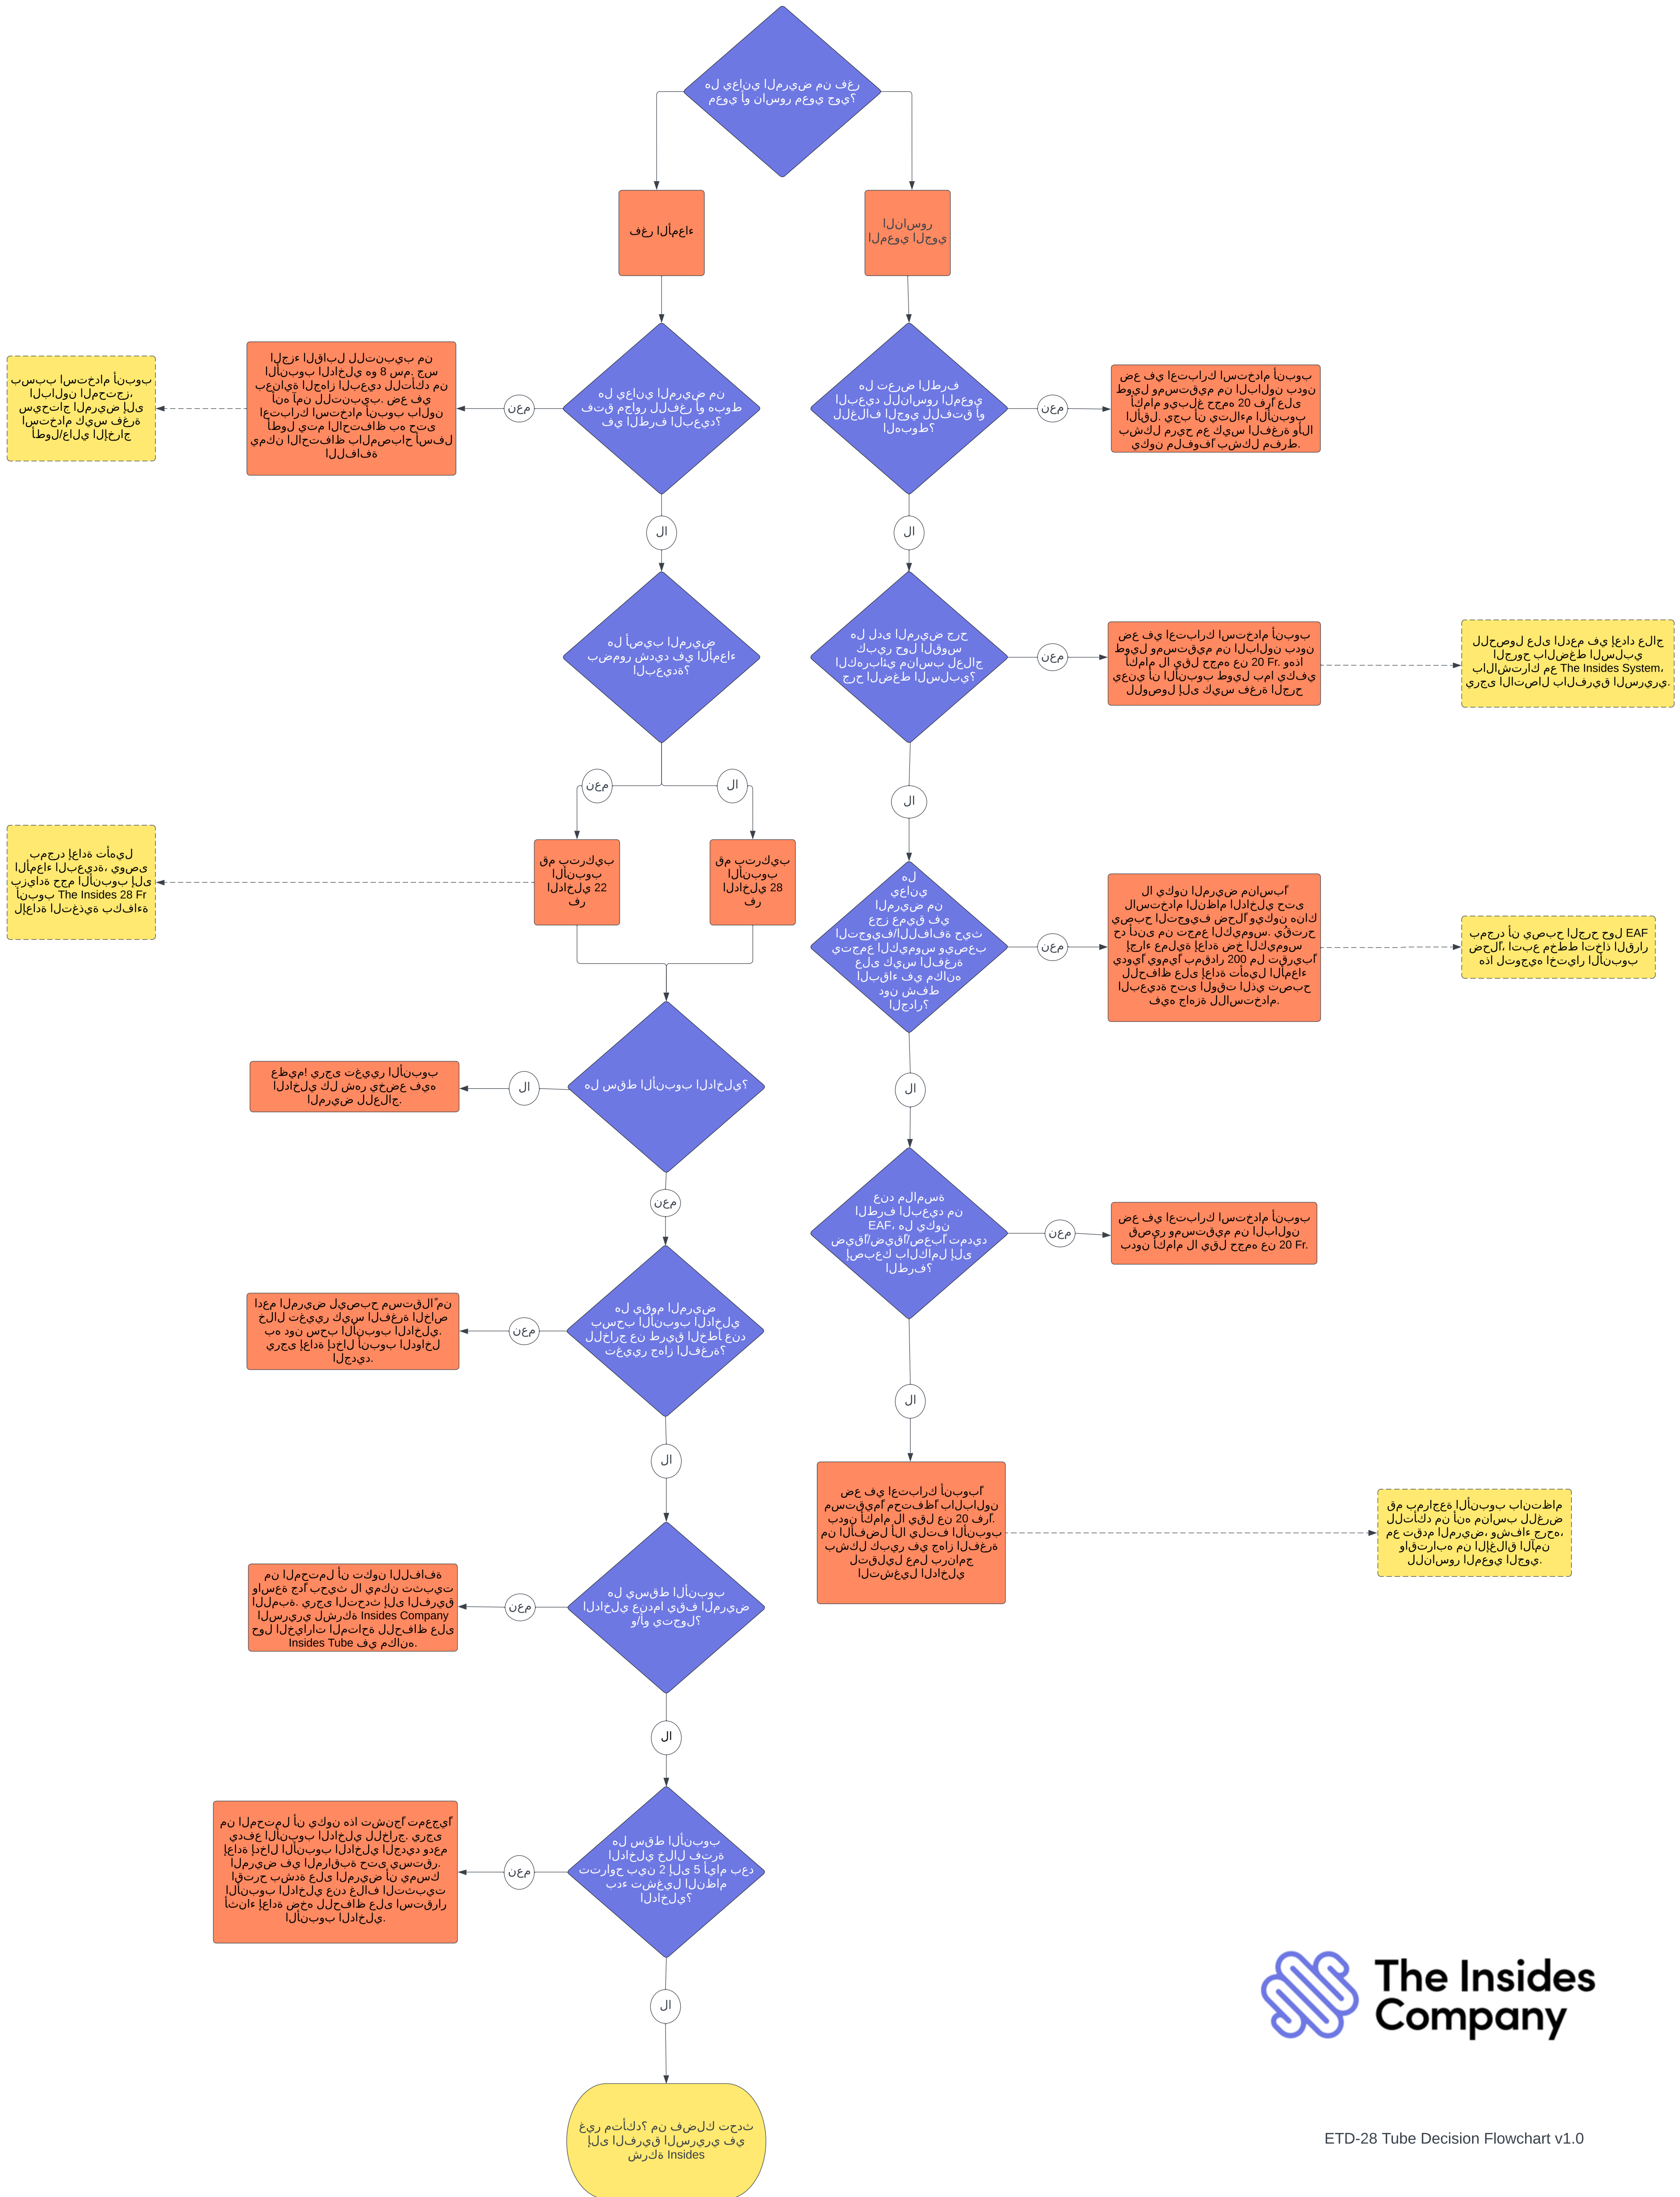 هل يعاني المريض من فغر
معوي أو ناسور معوي جوي؟
فغر الأمعاء
الناسور
المعوي الجوي
هل يعاني المريض من
فتق مجاور للفغر أو هبوط
في الطرف البعيد؟
نعم
الجزء القابل للتنبيب من
الأنبوب الداخلي هو 8 سم. جس
بعناية الجهاز البعيد للتأكد من
أنه آمن للتنبيب. ضع في
اعتبارك استخدام أنبوب بالون
أطول يتم الاحتفاظ به حتى
يمكن الاحتفاظ بالمصباح أسفل
اللفافة
بسبب استخدام أنبوب
البالون المحتجز،
سيحتاج المريض إلى
استخدام كيس فغرة
أطول/عالي الإخراج
لا
هل أصيب المريض
بضمور شديد في الأمعاء
البعيدة؟
نعم
لا
قم بتركيب
الأنبوب
الداخلي 22
فر
قم بتركيب
الأنبوب
الداخلي 28
فر
بمجرد إعادة تأهيل
الأمعاء البعيدة، يوصى
بزيادة حجم الأنبوب إلى
أنبوب The Insides 28 Fr
لإعادة التغذية بكفاءة
هل سقط الأنبوب الداخلي؟
لا
عظيم! يرجى تغيير الأنبوب
الداخلي كل شهر يخضع فيه
المريض للعلاج.
نعم
هل يقوم المريض
بسحب الأنبوب الداخلي
للخارج عن طريق الخطأ عند
تغيير جهاز الفغرة؟
نعم
ادعم المريض ليصبح مستقلاً من
خلال تغيير كيس الفغرة الخاص
به دون سحب الأنبوب الداخلي.
يرجى إعادة إدخال أنبوب الدواخل
الجديد.
لا
هل يسقط الأنبوب
الداخلي عندما يقف المريض
و/أو يتجول؟
نعم
من المحتمل أن تكون اللفافة
واسعة جدًا بحيث لا يمكن تثبيت
اللمبة. يرجى التحدث إلى الفريق
السريري لشركة Insides Company
حول الخيارات المتاحة للحفاظ على
Insides Tube في مكانه.
لا
هل سقط الأنبوب
الداخلي خلال فترة
تتراوح بين 2 إلى 5 أيام بعد
بدء تشغيل النظام
الداخلي؟
نعم
من المحتمل أن يكون هذا تشنجًا تمعجيًا
يدفع الأنبوب الداخلي للخارج. يرجى
إعادة إدخال الأنبوب الداخلي الجديد ودعم
المريض في المراقبة حتى يستقر.
اقترح بشدة على المريض أن يمسك
الأنبوب الداخلي عند غلاف التثبيت
أثناء إعادة ضخه للحفاظ على استقرار
الأنبوب الداخلي.
لا
غير متأكد؟ من فضلك تحدث
إلى الفريق السريري في
شركة Insides
هل تعرض الطرف
البعيد للناسور المعوي
للغلاف الجوي للفتق أو
الهبوط؟
نعم
ضع في اعتبارك استخدام أنبوب
طويل ومستقيم من البالون بدون
أكمام ويبلغ حجمه 20 فرًا على
الأقل. يجب أن يتلاءم الأنبوب
بشكل مريح مع كيس الفغرة وألا
يكون ملفوفًا بشكل مفرط.
لا
هل لدى المريض جرح
كبير حول القوس
الكهربائي مناسب لعلاج
جرح الضغط السلبي؟
نعم
ضع في اعتبارك استخدام أنبوب
طويل ومستقيم من البالون بدون
أكمام لا يقل حجمه عن 20 Fr. وهذا
يعني أن الأنبوب طويل بما يكفي
للوصول إلى كيس فغرة الجرح
للحصول على الدعم في إعداد علاج
الجروح بالضغط السلبي
بالاشتراك مع The Insides System،
يرجى الاتصال بالفريق السريري.
لا
هل
يعاني
المريض من
عجز عميق في
التجويف/اللفافة حيث
يتجمع الكيموس ويصعب
على كيس الفغرة
البقاء في مكانه
دون شفط
الجدار؟
نعم
لا يكون المريض مناسبًا
لاستخدام النظام الداخلي حتى
يصبح التجويف ضحلًا ويكون هناك
حد أدنى من تجمع الكيموس. يُقترح
إجراء عملية إعادة ضخ الكيموس
يدويًا يوميًا بمقدار 200 مل تقريبًا
للحفاظ على إعادة تأهيل الأمعاء
البعيدة حتى الوقت الذي تصبح
فيه جاهزة للاستخدام.
بمجرد أن يصبح الجرح حول EAF
ضحلًا، اتبع مخطط اتخاذ القرار
هذا لتوجيه اختيار الأنبوب
لا
عند ملامسة
الطرف البعيد من
EAF، هل يكون
ضيقًا/ضيقًا/صعبًا تمديد
إصبعك بالكامل إلى
الطرف؟
نعم
ضع في اعتبارك استخدام أنبوب
قصير ومستقيم من البالون
بدون أكمام لا يقل حجمه عن 20 Fr.
لا
ضع في اعتبارك أنبوبًا
مستقيمًا محتفظًا بالبالون
بدون أكمام لا يقل عن 20 فرًا.
من الأفضل ألا يلتف الأنبوب
بشكل كبير في جهاز الفغرة
لتقليل عمل برنامج
التشغيل الداخلي
قم بمراجعة الأنبوب بانتظام
للتأكد من أنه مناسب للغرض
مع تقدم المريض، وشفاء جرحه،
واقترابه من الإغلاق الآمن
للناسور المعوي الجوي.
The Insides
Company
ETD-28 Tube Decision Flowchart v1.0